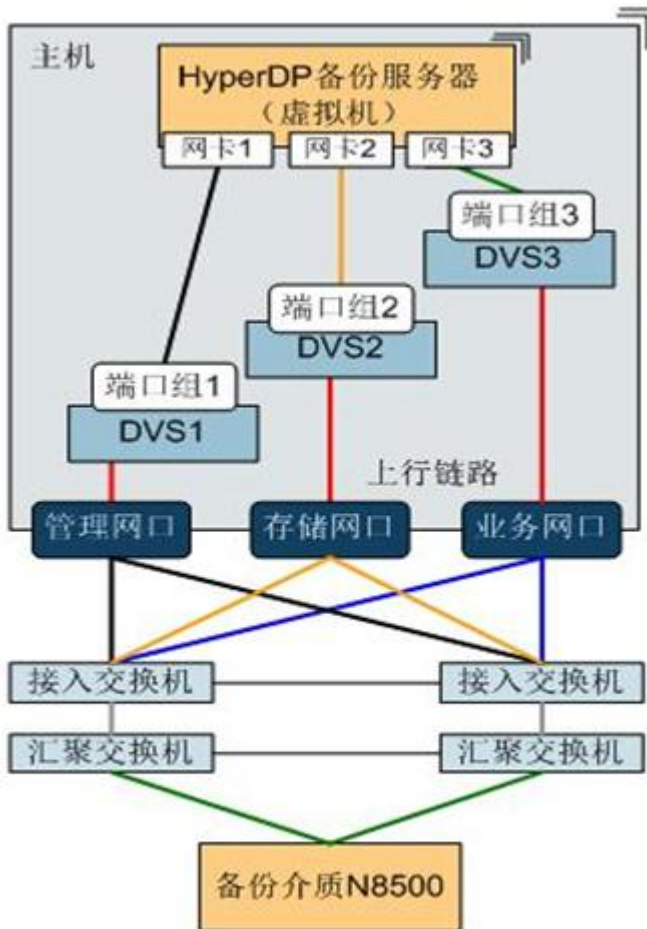 主机
HyperDP备份服务器
（虚拟机）
网卡1
网卡2
网卡3
端口组3
DVS3
端口组2
DVS2
端口组1
DVS1
上行链路
管理网口
存储网口
业务网口
接入交换机
接入交换机
汇聚交换机
汇聚交换机
备份介质N8500